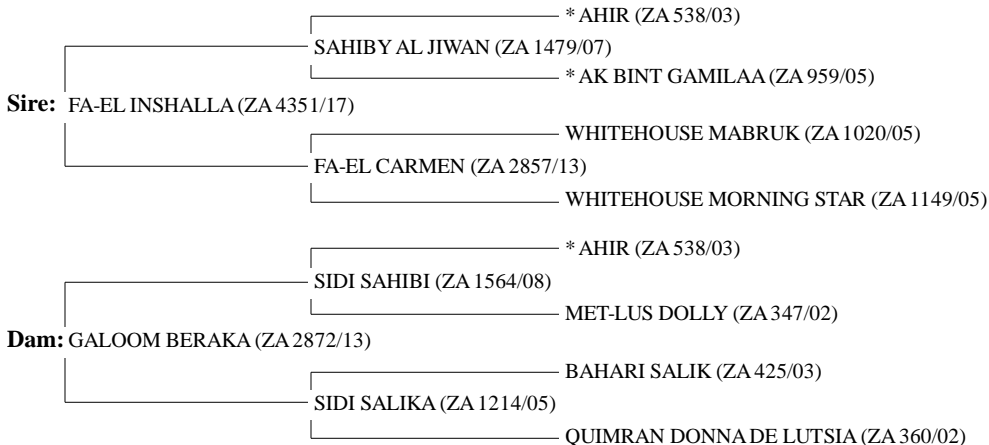 * AHIR (ZA 538/03)
SAHIBY AL JIWAN (ZA 1479/07)
* AK BINT GAMILAA (ZA 959/05)
Sire: FA-EL INSHALLA (ZA 4351/17)
WHITEHOUSE MABRUK (ZA 1020/05)
FA-EL CARMEN (ZA 2857/13)
WHITEHOUSE MORNING STAR (ZA 1149/05)
* AHIR (ZA 538/03)
SIDI SAHIBI (ZA 1564/08)
MET-LUS DOLLY (ZA 347/02)
Dam: GALOOM BERAKA (ZA 2872/13)
BAHARI SALIK (ZA 425/03)
SIDI SALIKA (ZA 1214/05)
QUIMRAN DONNA DE LUTSIA (ZA 360/02)